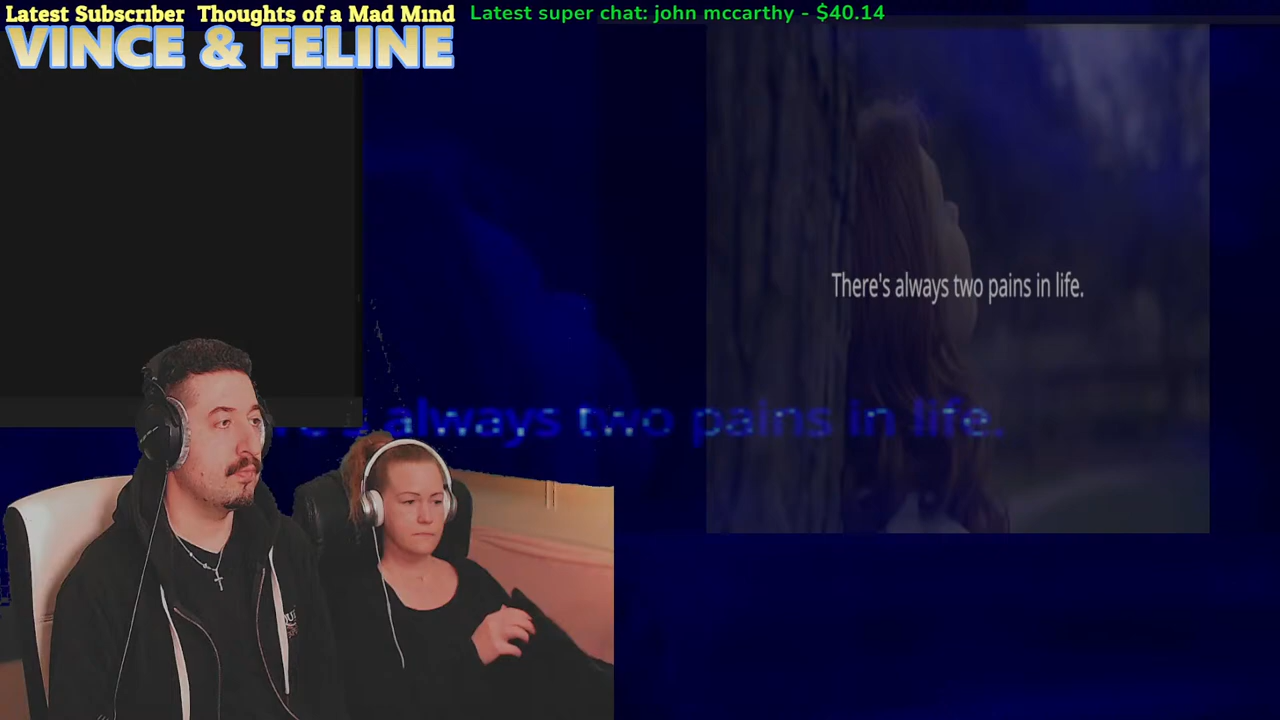 Latest Subscriber Thoughts of a Mad Mind
Latest super chat: john mccarthy - $40.14
VINCE & FELINE
There's always two pains in life.
always two pains in life.